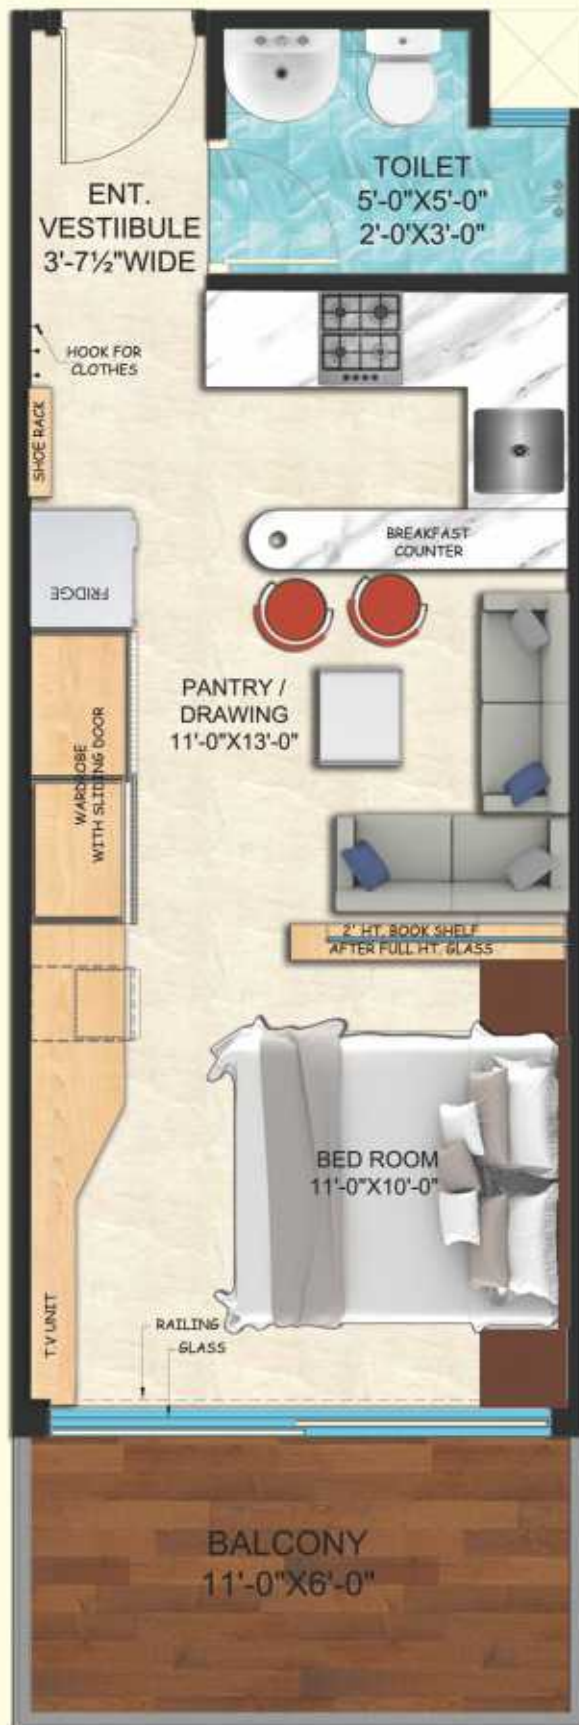 ENT.
VESTIIBULE
3'-7½"WIDE
TOILET
5'-0"X5'-0"
2'-0'X3'-0"
HOOK FOR
CLOTHES
SHOE RACK
FRIDGE
BREAKFAST
COUNTER
PANTRY /
DRAWING
11'-0"X13'-0"
WARDROBE
WITH SLIDING DOOR
2' HT. BOOK SHELF
AFTER FULL HT. GLASS
BED ROOM
11'-0"X10'-0"
T.V UNIT
RAILING
GLASS
BALCONY
11'-0"X6'-0"